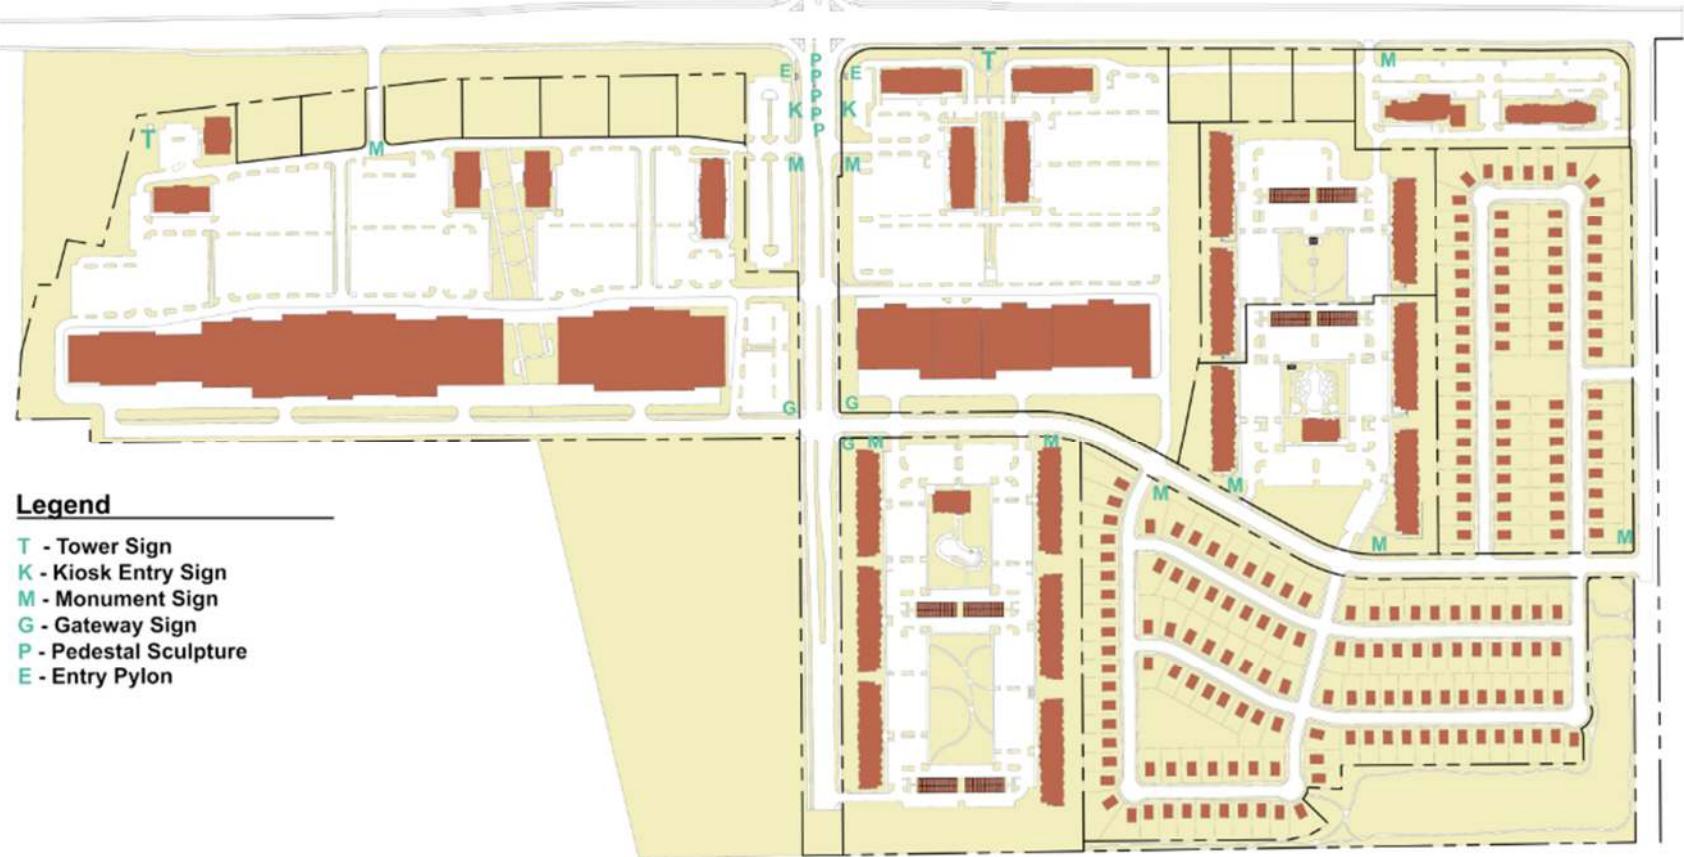 P
T
M
E
P
E
P
K
P
K
P
P
T
M
M
M
G
G
G
M
M
M
M
M
M
Legend
T - Tower Sign
K - Kiosk Entry Sign
M - Monument Sign
G - Gateway Sign
P - Pedestal Sculpture
E - Entry Pylon